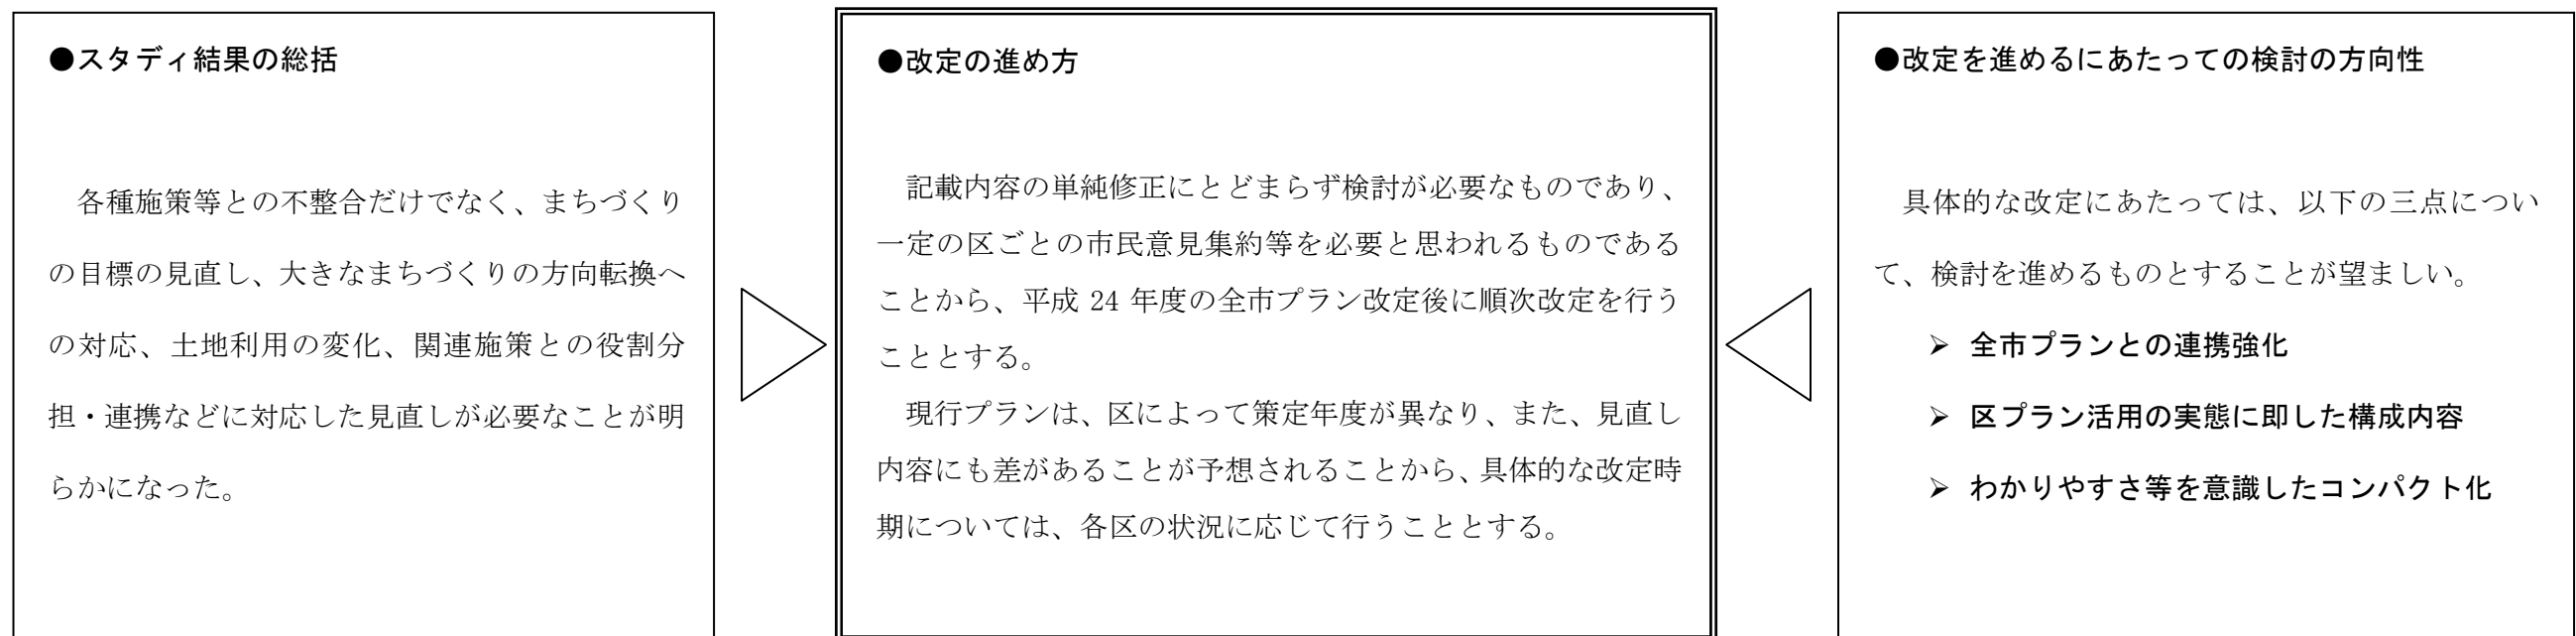 ●スタディ結果の総括
各種施策等との不整合だけでなく、まちづくり
の目標の見直し、大きなまちづくりの方向転換へ
の対応、土地利用の変化、関連施策との役割分
担・連携などに対応した見直しが必要なことが明
らかになった。
●改定の進め方
記載内容の単純修正にとどまらず検討が必要なものであり、
一定の区ごとの市民意見集約等を必要と思われるものである
ことから、平成 24 年度の全市プラン改定後に順次改定を行う
こととする。
現行プランは、区によって策定年度が異なり、また、見直し
内容にも差があることが予想されることから、具体的な改定時
期については、各区の状況に応じて行うこととする。
●改定を進めるにあたっての検討の方向性
具体的な改定にあたっては、以下の三点につい
て、検討を進めるものとすることが望ましい。
➢ 全市プランとの連携強化
➢ 区プラン活用の実態に即した構成内容
➢ わかりやすさ等を意識したコンパクト化